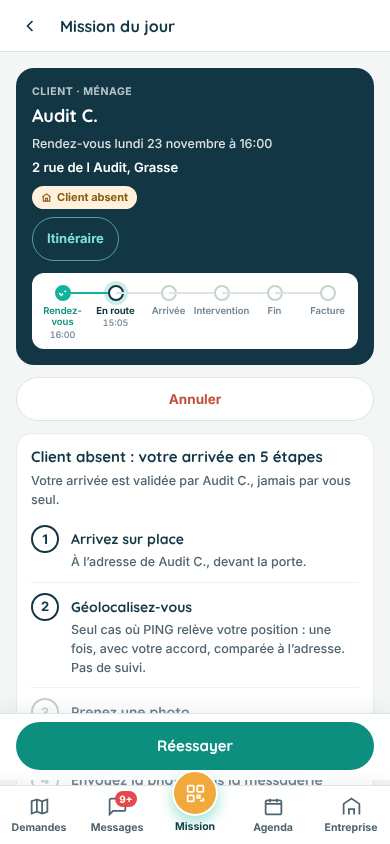 Mission du jour
CLIENT · MÉNAGE
Audit C.
Rendez-vous lundi 23 novembre à 16:00
2 rue de l Audit, Grasse
Client absent
Itinéraire
Rendez-vous
16:00
En route
15:05
Arrivée
Intervention
Fin
Facture
Annuler
Client absent : votre arrivée en 5 étapes
Votre arrivée est validée par Audit C., jamais par vous
seul.
1 Arrivez sur place
À l’adresse de Audit C., devant la porte.
2 Géolocalisez-vous
Seul cas où PING relève votre position : une
fois, avec votre accord, comparée à l’adresse.
Pas de suivi.
3 Prenez une photo
Réessayer
4 Envoyez la photo dans la messagerie
9+
Demandes
Messages
Mission
Agenda
Entreprise